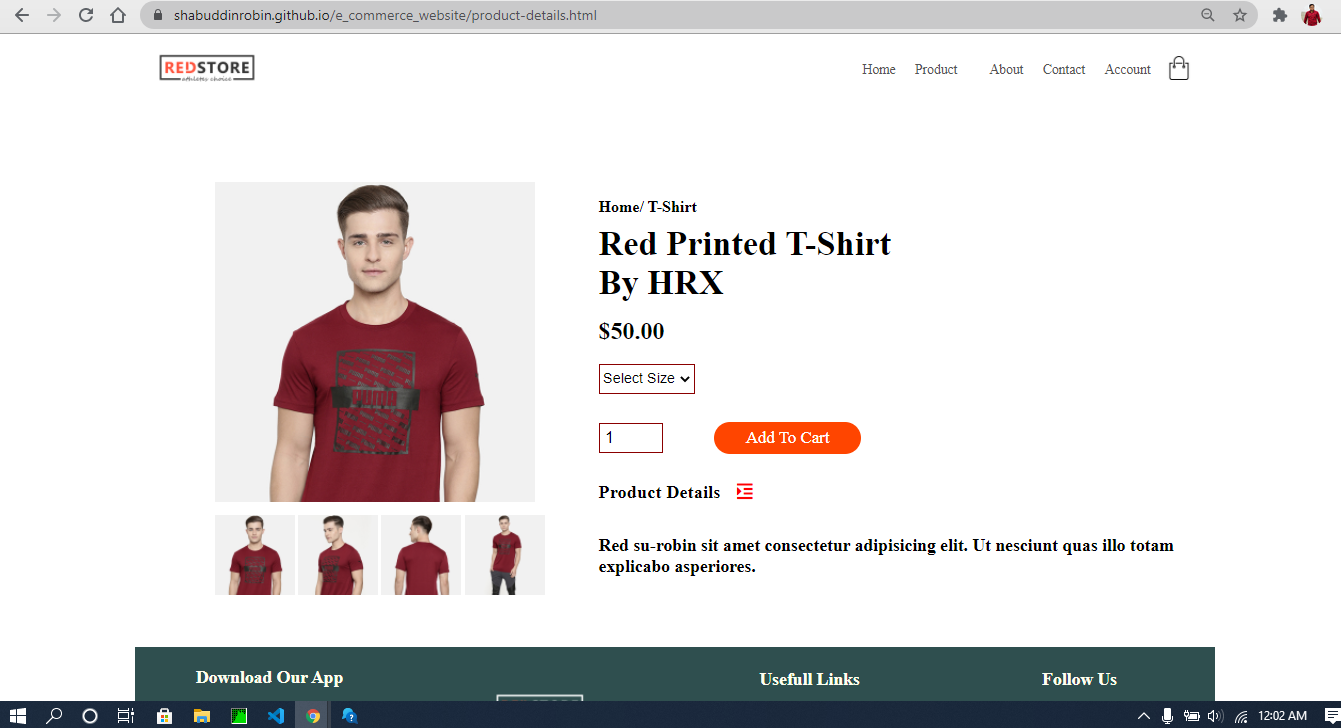 shabuddinrobin.github.io/e_commerce_website/product-details.html
REDSTORE
athletes choice
Home Product About Contact Account
Home/ T-Shirt
Red Printed T-Shirt
By HRX
$50.00
Select Size
1
Add To Cart
PUMA
Product Details
Red su-robin sit amet consectetur adipisicing elit. Ut nesciunt quas illo totam
explicabo asperiores.
Download Our App
Usefull Links
Follow Us
12:02 AM